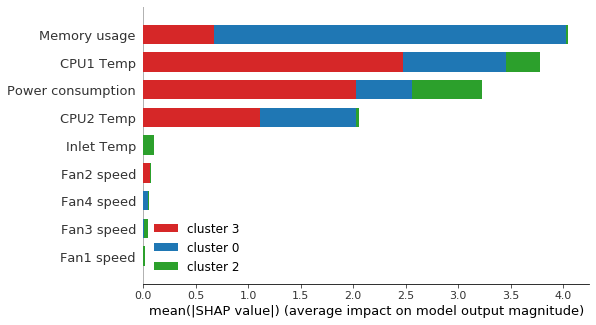 Memory usage
CPU1 Temp
Power consumption
CPU2 Temp
Inlet Temp
Fan2 speed
Fan4 speed
Fan3 speed
Fan1 speed
cluster 3
cluster 0
cluster 2
0.0 0.5 1.0 1.5 2.0 2.5 3.0 3.5 4.0
mean(|SHAP value|) (average impact on model output magnitude)